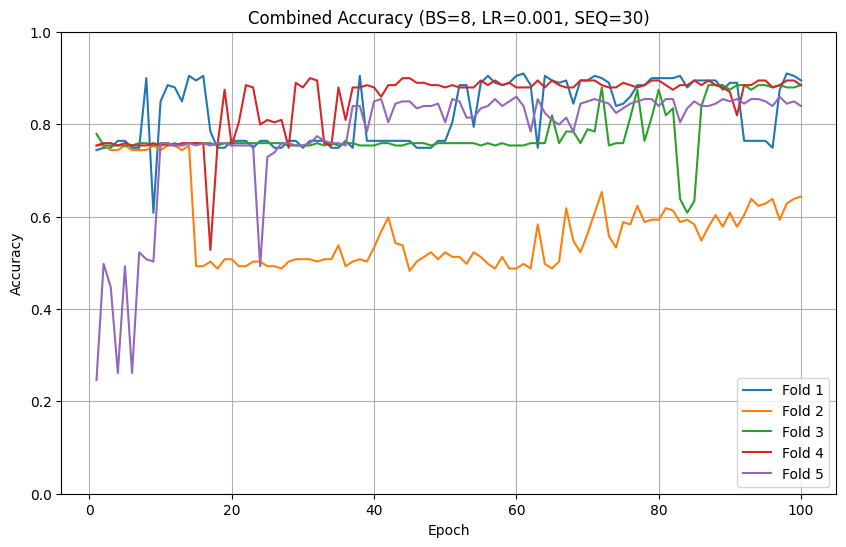 Combined Accuracy (BS=8, LR=0.001, SEQ=30)
1.0
0.8
0.6
0.4
0.2
0.0
Accuracy
0 20 40 60 80 100
Epoch
Fold 1
Fold 2
Fold 3
Fold 4
Fold 5